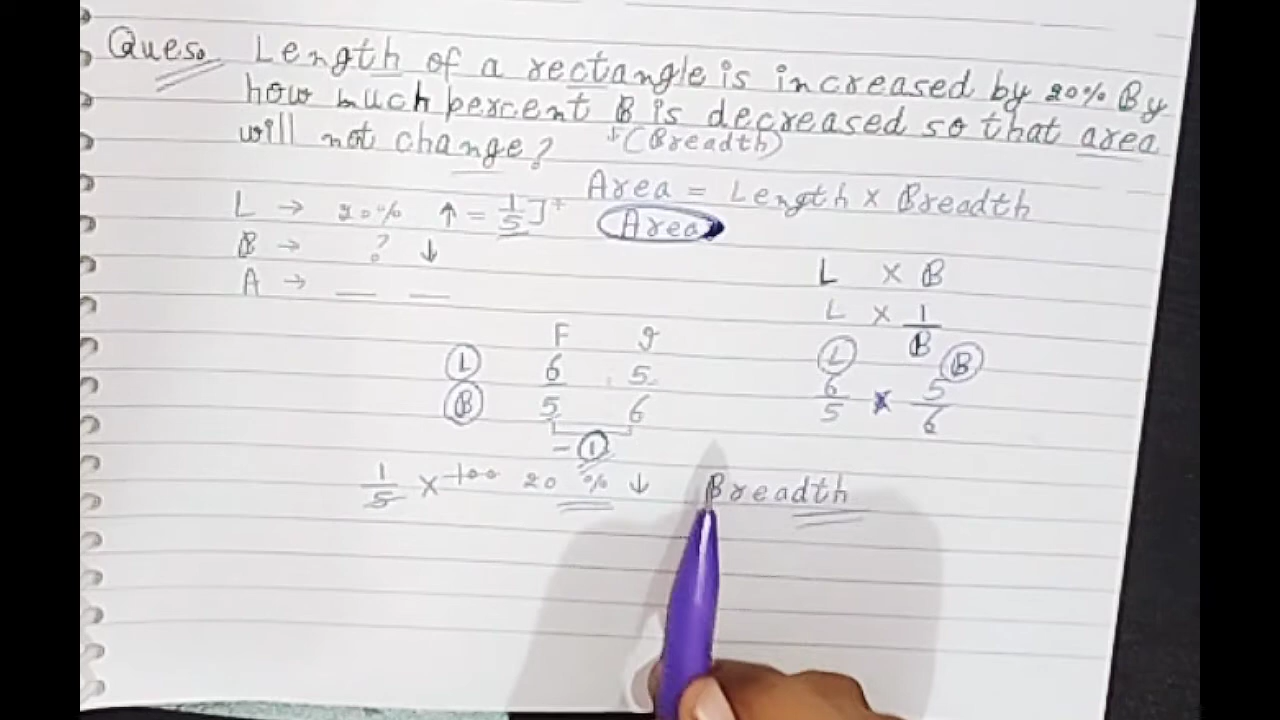 Ques. Length of a rectangle is increased by 20% By
how much percent B is decreased so that area
will not change? ↓(Breadth)
Area = Length × Breadth
L → 20% ↑ = 1/5]+ Area
B → ? ↓
A → — —
L × B
L × 1/B
F I
L 6 5
B 5 6
-1
L B
6/5 × 5/6
1/5 × 100 20 % ↓ Breadth